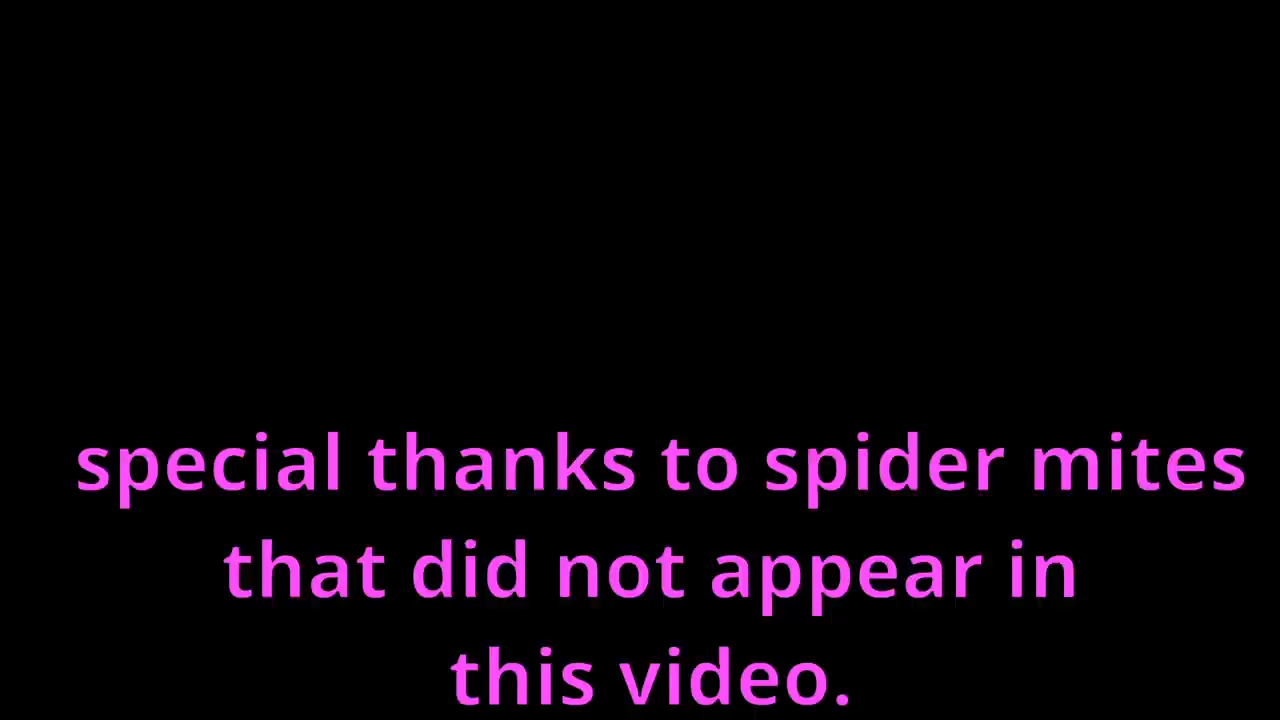 special thanks to spider mites
that did not appear in
this video.